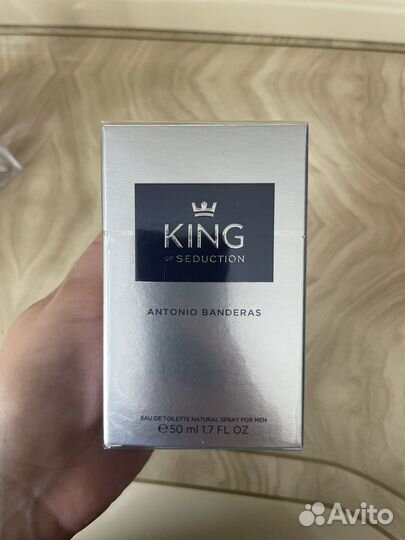 KING
OF SEDUCTION
ANTONIO BANDERAS
EAU DE TOILETTE NATURAL SPRAY FOR MEN
℮50 ml 1.7 FL OZ
Avito